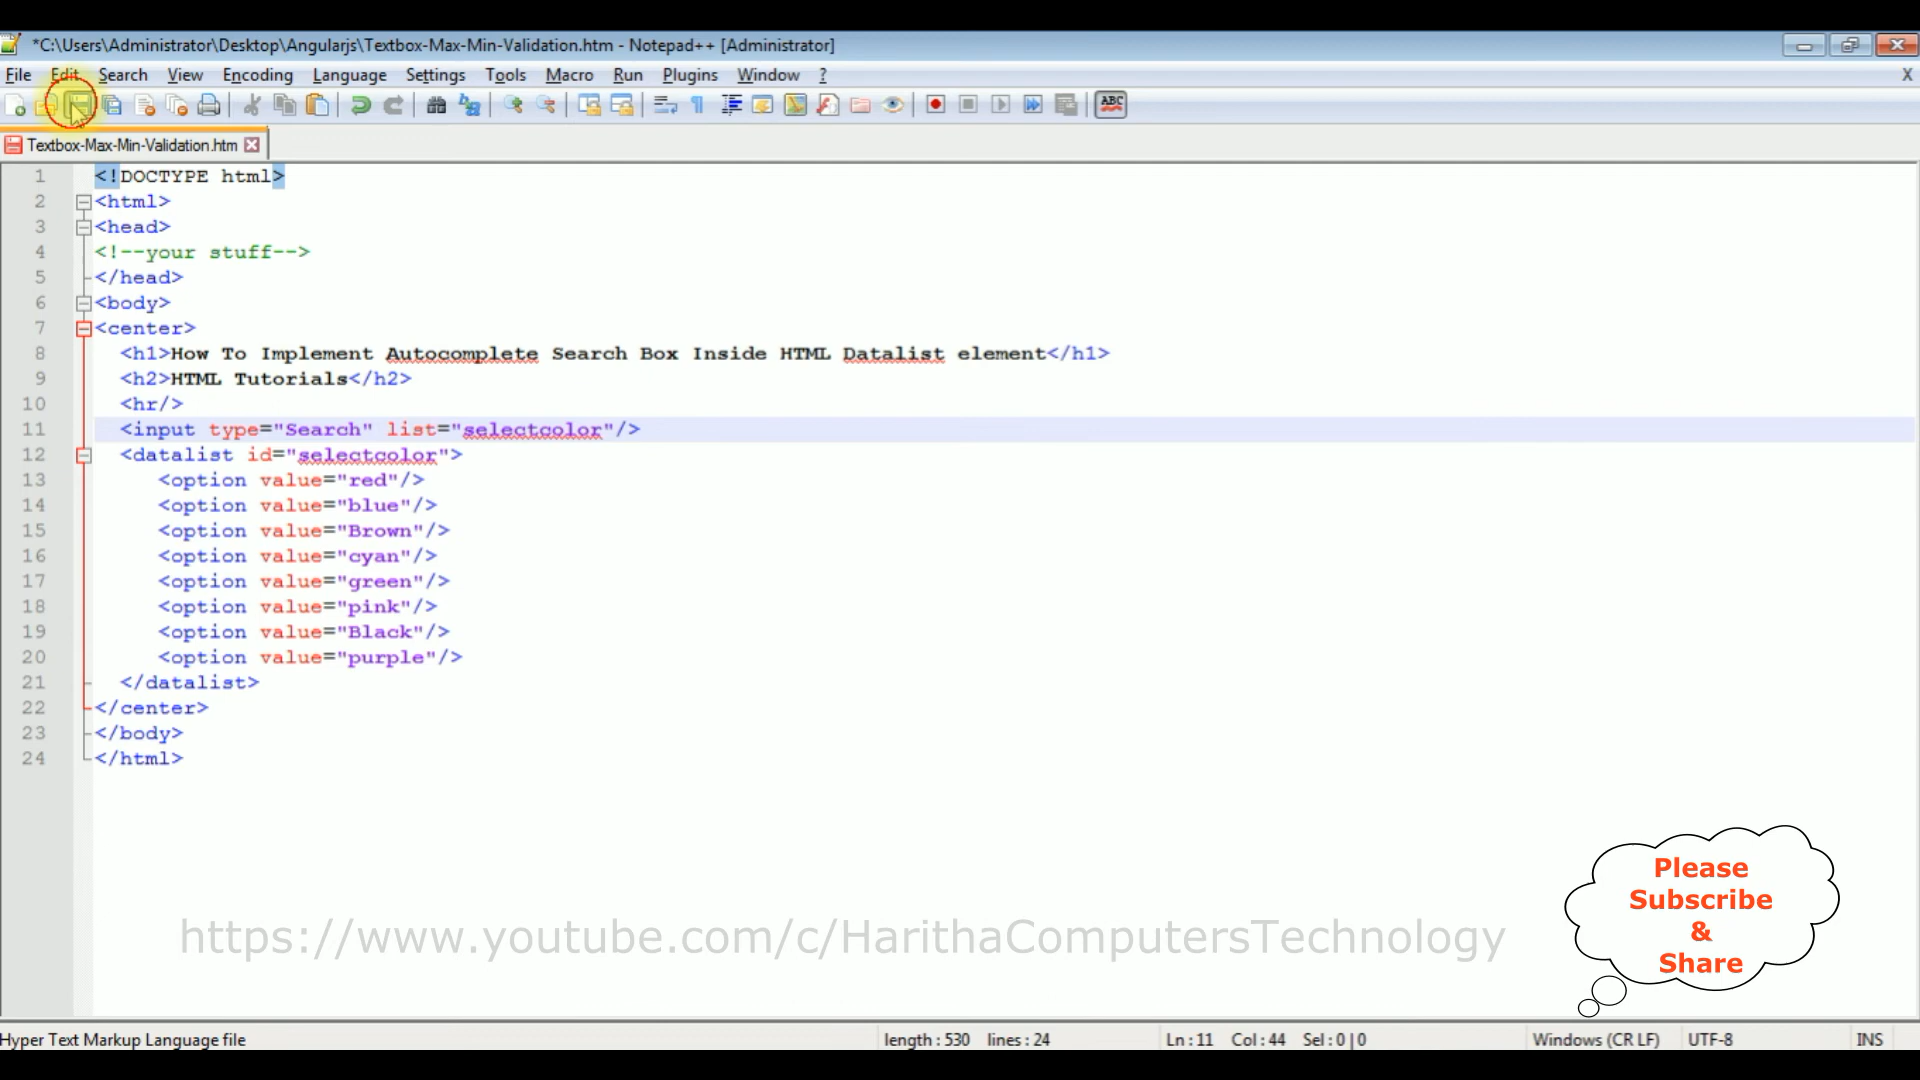 *C:\Users\Administrator\Desktop\Angularjs\Textbox-Max-Min-Validation.htm - Notepad++ [Administrator]
File Edit Search View Encoding Language Settings Tools Macro Run Plugins Window ? X
ABC
Textbox-Max-Min-Validation.htm
1 <!DOCTYPE html>
2 <html>
3 <head>
4 <!--your stuff-->
5 </head>
6 <body>
7 <center>
8 <h1>How To Implement Autocomplete Search Box Inside HTML Datalist element</h1>
9 <h2>HTML Tutorials</h2>
10 <hr/>
11 <input type="Search" list="selectcolor"/>
12 <datalist id="selectcolor">
13 <option value="red"/>
14 <option value="blue"/>
15 <option value="Brown"/>
16 <option value="cyan"/>
17 <option value="green"/>
18 <option value="pink"/>
19 <option value="Black"/>
20 <option value="purple"/>
21 </datalist>
22 </center>
23 </body>
24 </html>
Please
Subscribe
&
Share
https://www.youtube.com/c/HarithaComputersTechnology
Hyper Text Markup Language file length : 530 lines : 24 Ln : 11 Col : 44 Sel : 0 | 0 Windows (CR LF) UTF-8 INS